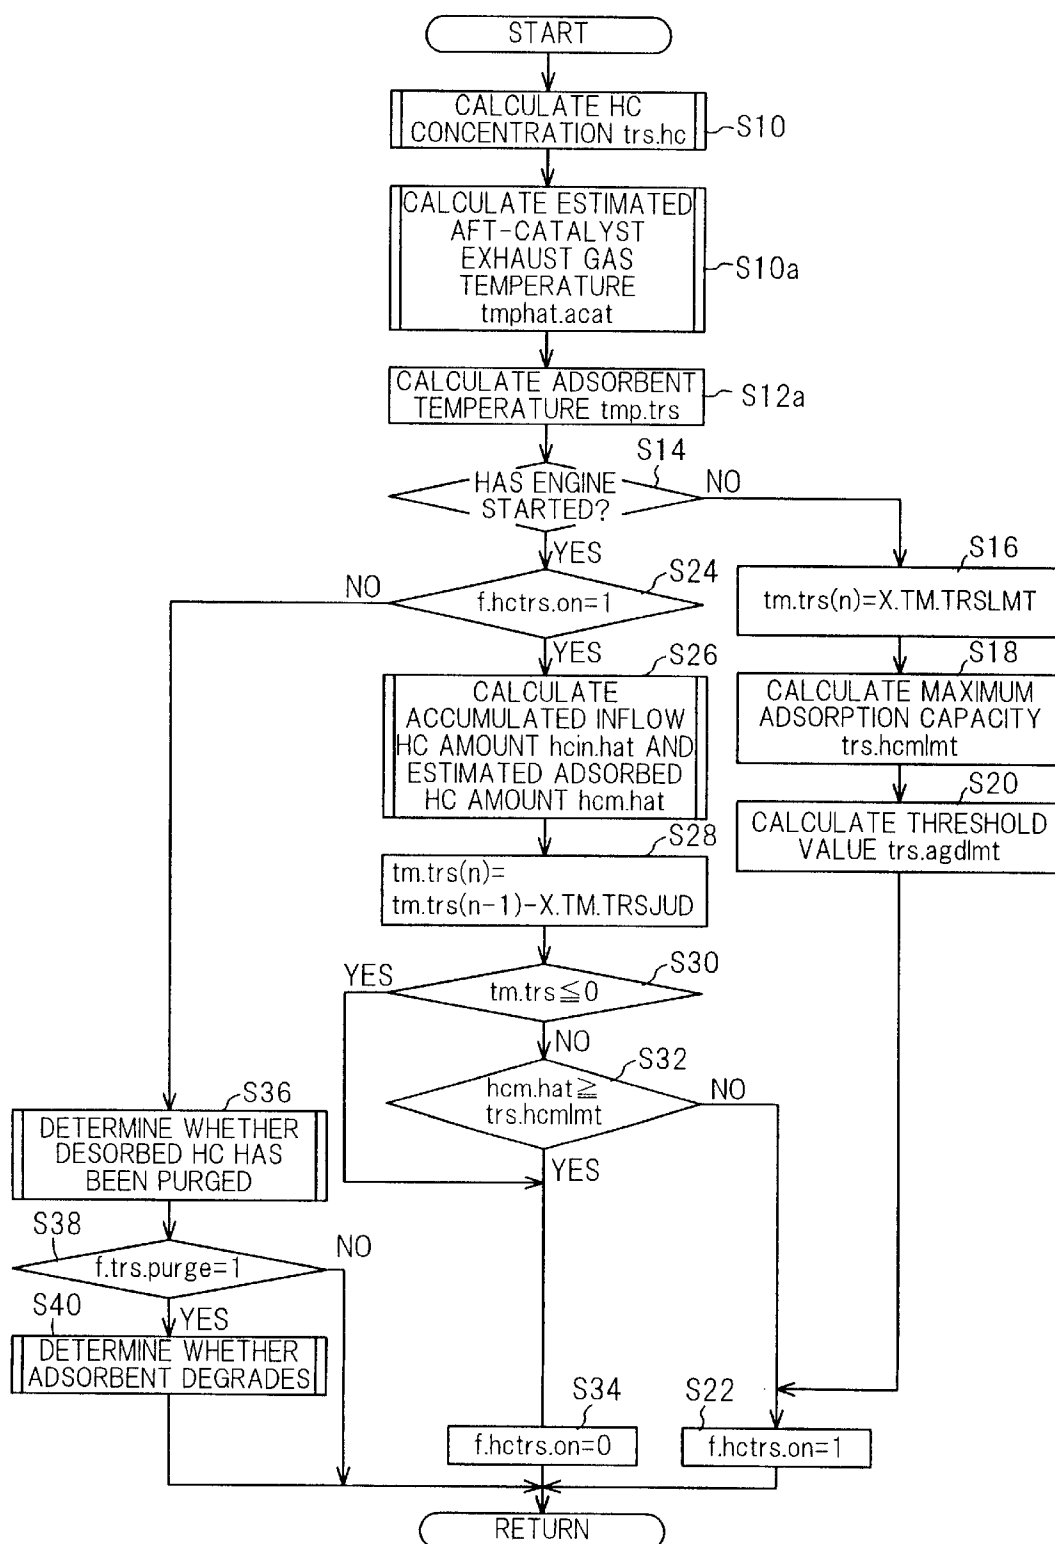 START
CALCULATE HC
CONCENTRATION trs.hc
S10
CALCULATE ESTIMATED
AFT-CATALYST
EXHAUST GAS
TEMPERATURE
tmphat.acat
S10a
CALCULATE ADSORBENT
TEMPERATURE tmp.trs
S12a
S14
HAS ENGINE
STARTED?
NO
YES
S16
tm.trs(n)=X.TM.TRSLMT
S18
CALCULATE MAXIMUM
ADSORPTION CAPACITY
trs.hcmlmt
S20
CALCULATE THRESHOLD
VALUE trs.agdlmt
S24
NO
f.hctrs.on=1
YES
S26
CALCULATE
ACCUMULATED INFLOW
HC AMOUNT hcin.hat AND
ESTIMATED ADSORBED
HC AMOUNT hcm.hat
S28
tm.trs(n)=
tm.trs(n-1)-X.TM.TRSJUD
S30
YES
tm.trs≦0
NO
S32
hcm.hat≧
trs.hcmlmt
NO
YES
S36
DETERMINE WHETHER
DESORBED HC HAS
BEEN PURGED
S38
f.trs.purge=1
NO
YES
S40
DETERMINE WHETHER
ADSORBENT DEGRADES
S34
f.hctrs.on=0
S22
f.hctrs.on=1
RETURN